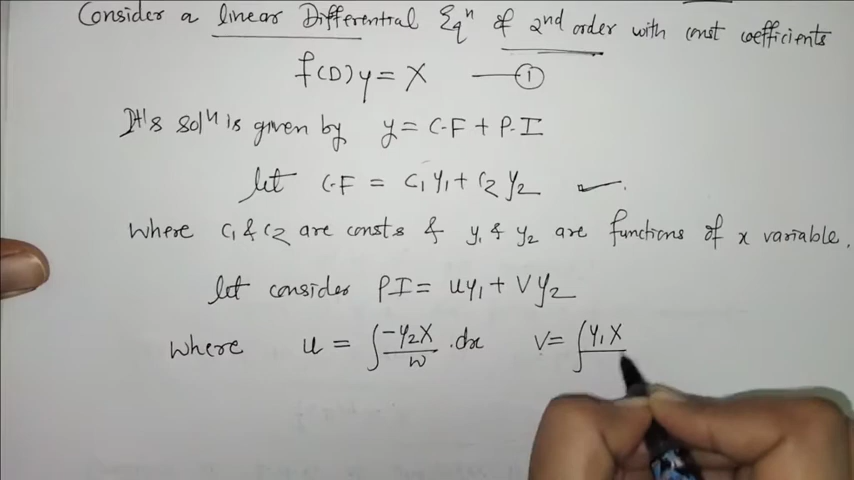 Consider a linear Differential Eqⁿ of 2nd order with const coefficients
f(D)y = X —— ①
It's solⁿ is given by y = C.F + P.I
let C.F = C₁y₁ + C₂y₂
where C₁ & C₂ are consts & y₁ & y₂ are functions of x variable.
let consider P.I = uy₁ + Vy₂
where u = ∫ -y₂X/W .dx V = ∫ y₁X